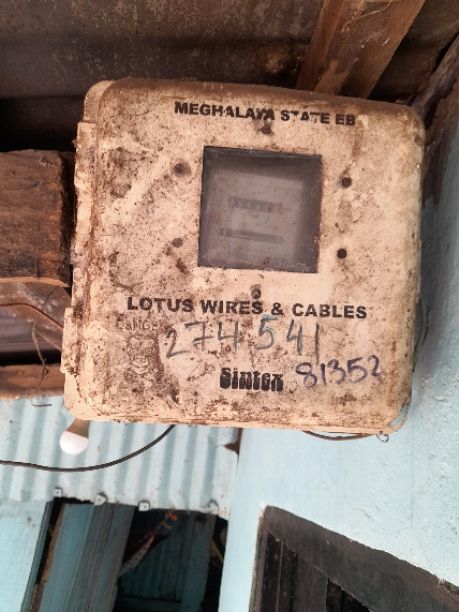 MEGHALAYA STATE EB
LOTUS WIRES & CABLES
274541
Sintex
81352